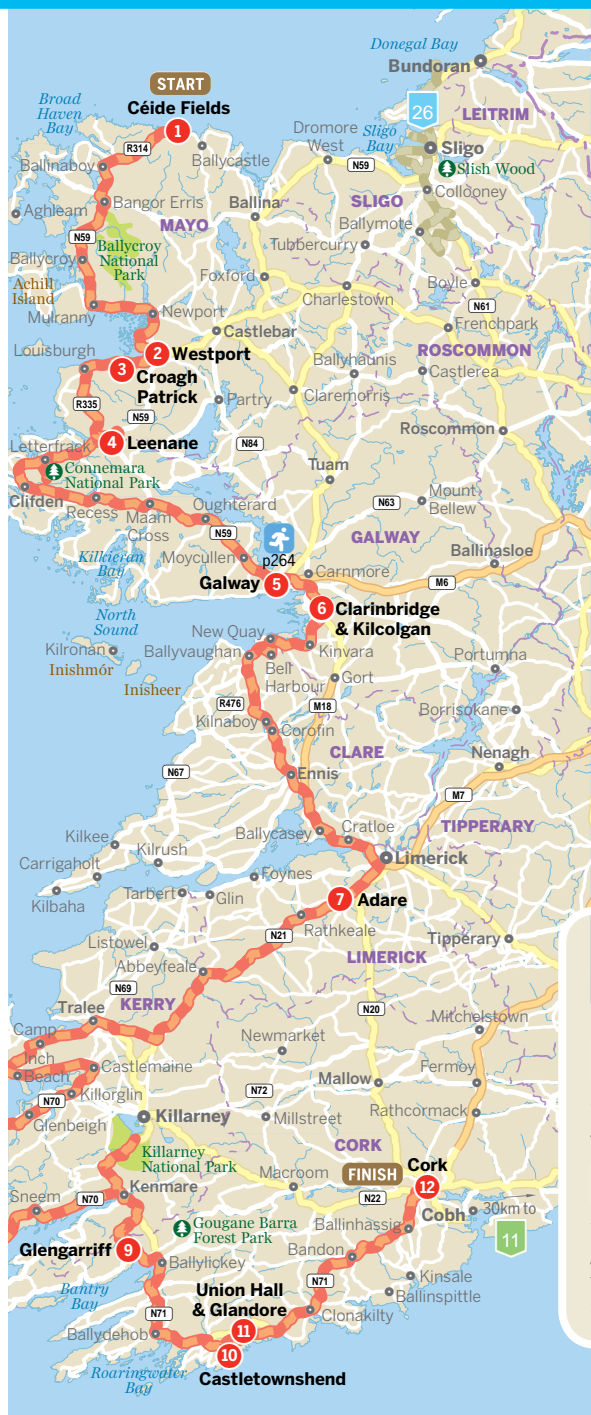 Donegal Bay
Bundoran
START
Céide Fields
1
Broad
Haven
Bay
26
LEITRIM
R314
Ballycastle
Dromore
West
Sligo
Bay
Sligo
Ballinaboy
N59
Slish Wood
Aghleam
Bangor Erris
Ballina
SLIGO
Collooney
MAYO
Ballymote
N59
Tubbercurry
Ballycroy
Ballycroy
National
Park
Achill
Island
Foxford
Boyle
Charlestown
N61
Mulranny
Newport
Frenchpark
Castlebar
Louisburgh
2
Westport
ROSCOMMON
3
Croagh
Patrick
Ballyhaunis
Castlerea
R335
Partry
Claremorris
N59
Roscommon
4
Leenane
N84
Letterfrack
Connemara
National Park
Tuam
Clifden
Recess
Oughterard
N63
Mount
Bellew
Maam
Cross
N59
GALWAY
Kilkieran
Bay
Moycullen
p264
Ballinasloe
Galway
5
Carnmore
M6
North
Sound
6
Clarinbridge
& Kilcolgan
New Quay
Kilronan
Ballyvaughan
Kinvara
Inishmór
Bell
Harbour
Portumna
Inisheer
Gort
R476
M18
Borrisokane
Kilnaboy
Corofin
CLARE
Nenagh
N67
Ennis
M7
Ballycasey
Cratloe
TIPPERARY
Kilkee
Kilrush
Limerick
Carrigaholt
Foynes
Kilbaha
Tarbert
Glin
7
Adare
Rathkeale
N21
Listowel
Tipperary
Abbeyfeale
LIMERICK
N69
KERRY
Tralee
N20
Mitchelstown
Camp
Newmarket
Inch
Beach
Castlemaine
Fermoy
Killorglin
N72
Mallow
N70
Rathcormack
Glenbeigh
Killarney
Millstreet
CORK
Killarney
National Park
Cork
FINISH
12
Macroom
N70
Kenmare
Sneem
N22
Cobh
30km to
11
Gougane Barra
Forest Park
Ballinhassig
Glengarriff
9
Bandon
Ballylickey
Kinsale
Union Hall
& Glandore
N71
Ballinspittle
Bantry
Bay
N71
Clonakilty
Ballydehob
11
10
Castletownshend
Roaringwater
Bay